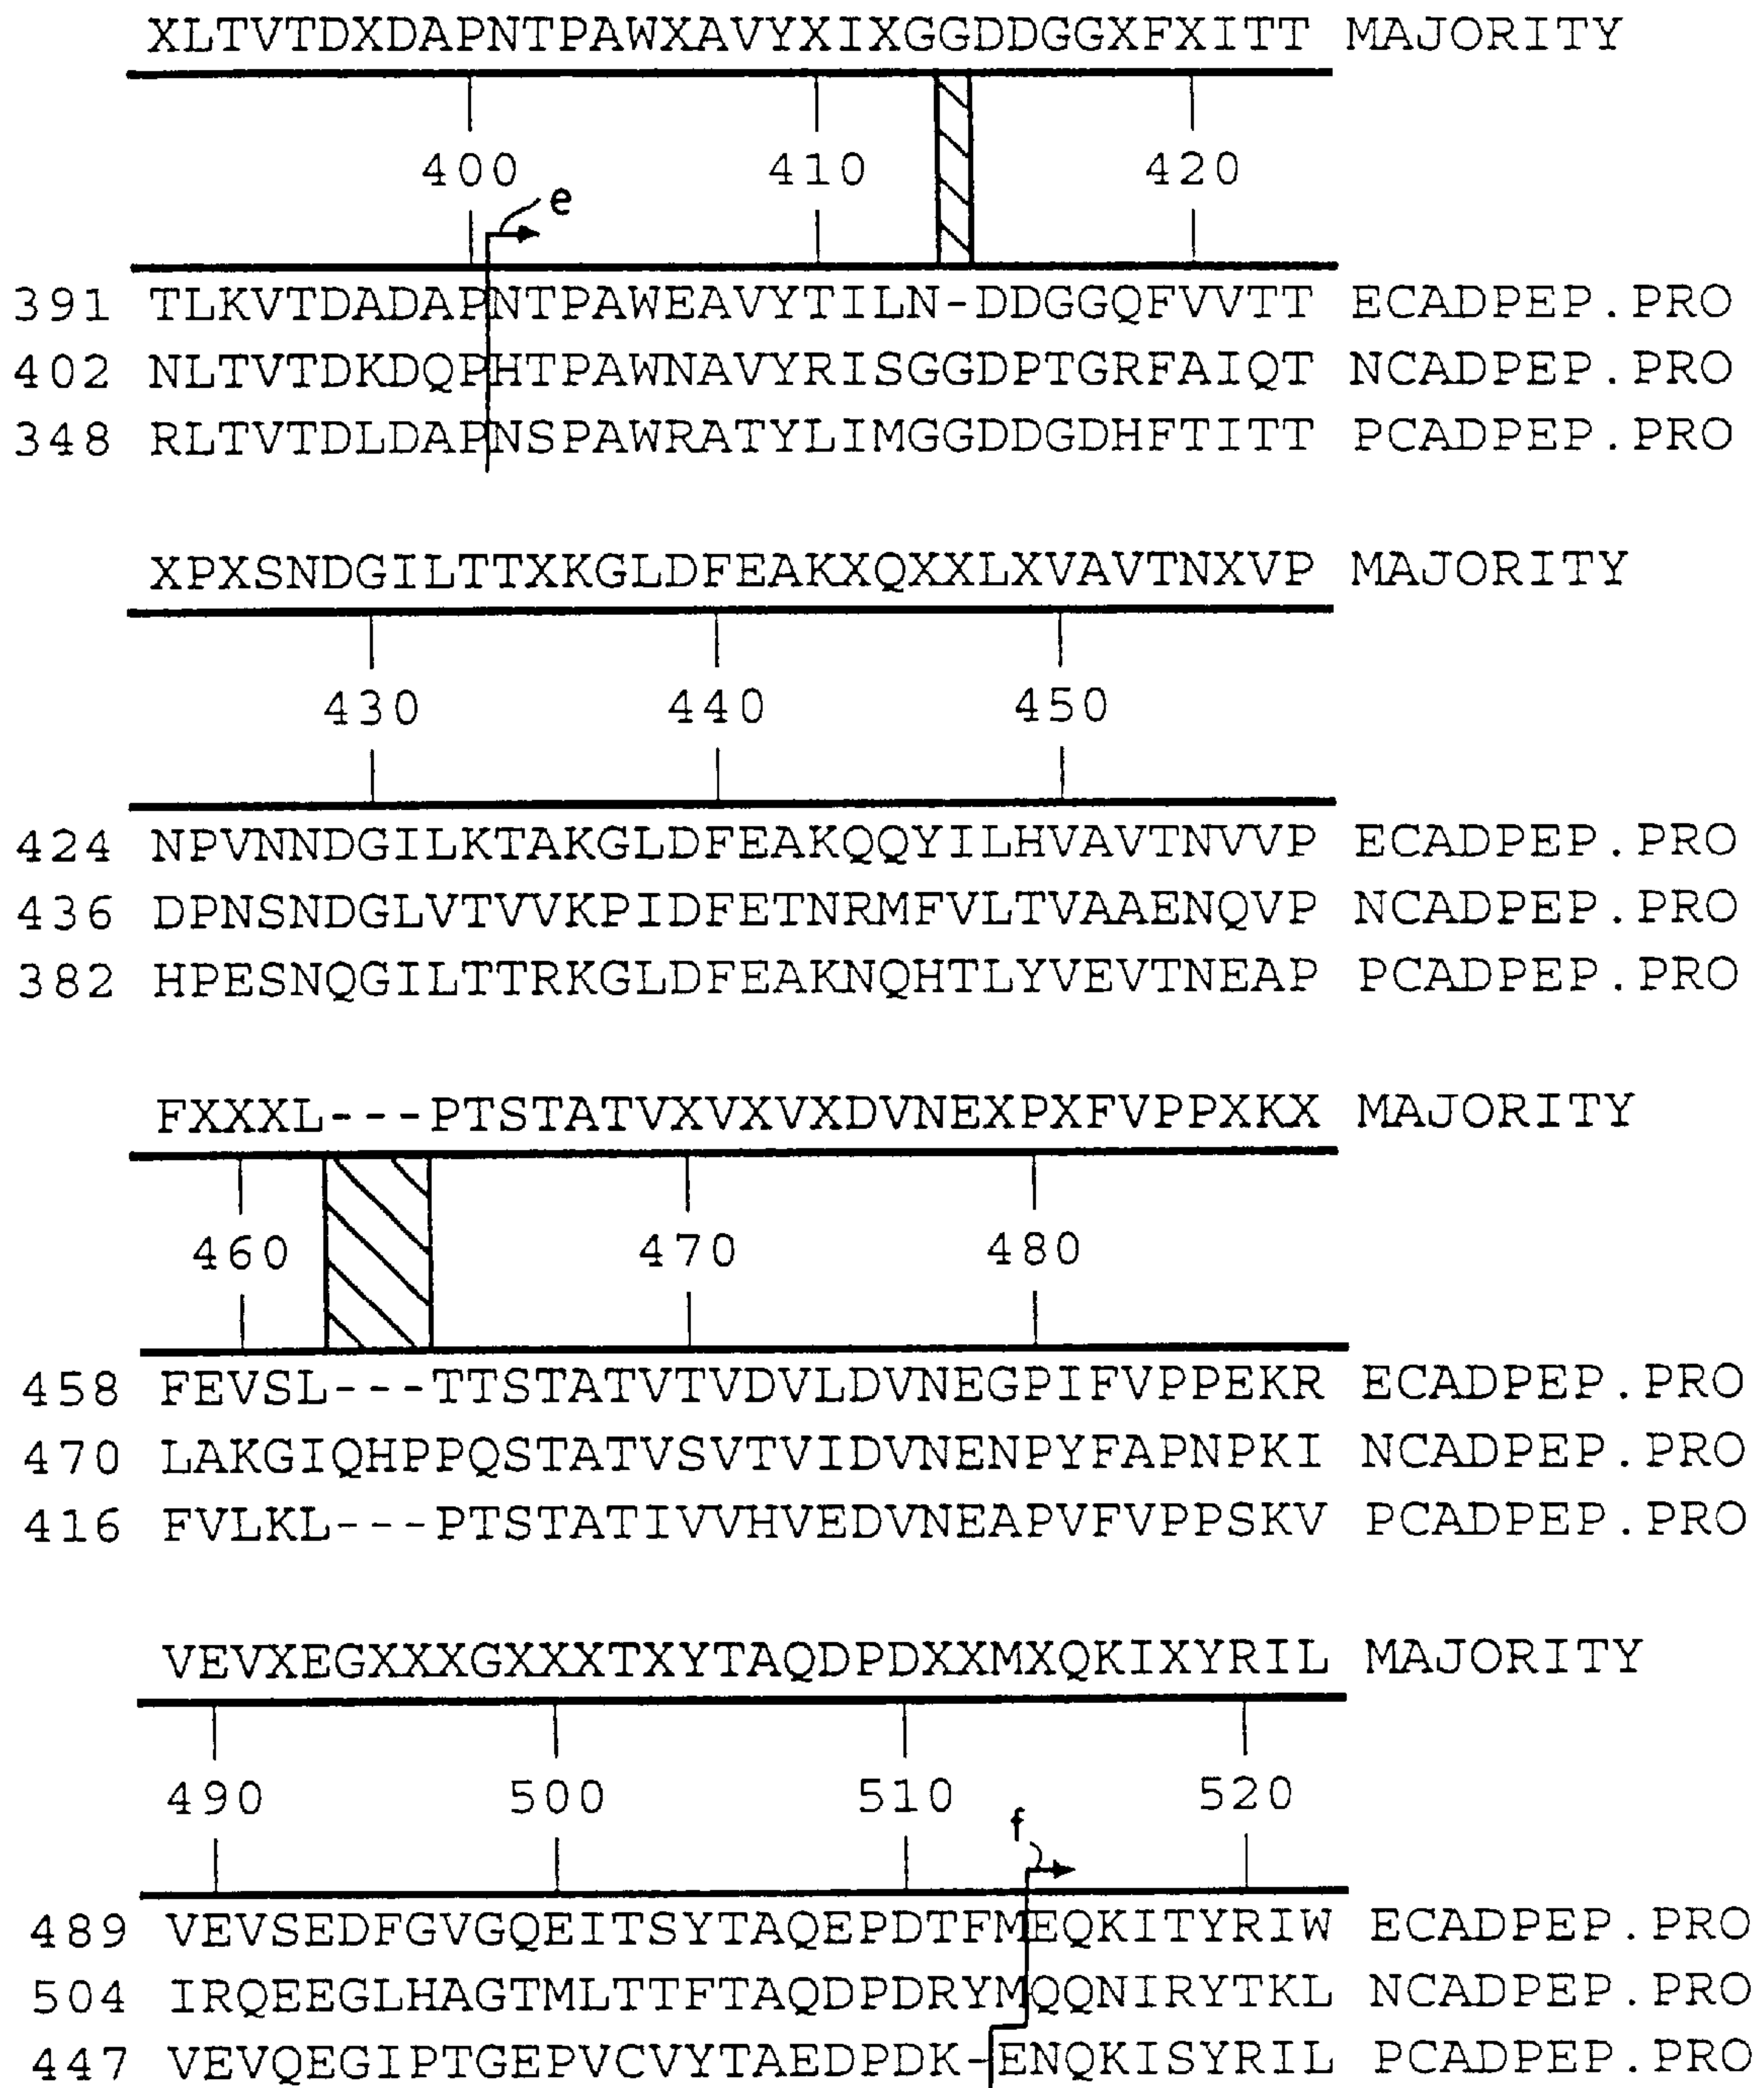 XLTVTDXDAPNTPAWXAVYXIXGGDDGGXFXITT MAJORITY
400 410 420
e
391 TLKVTDADAPNTPAWEAVYTILN-DDGGQFVVTT ECADPEP.PRO
402 NLTVTDKDQPHTPAWNAVYRISGGDPTGRFAIQT NCADPEP.PRO
348 RLTVTDLDAPNSPAWRATYLIMGGDDGDHFTITT PCADPEP.PRO
XPXSNDGILTTXKGLDFEAKXQXXLXVAVTNXVP MAJORITY
430 440 450
424 NPVNNDGILKTAKGLDFEAKQQYILHVAVTNVVP ECADPEP.PRO
436 DPNSNDGLVTVVKPIDFETNRMFVLTVAAENQVP NCADPEP.PRO
382 HPESNQGILTTRKGLDFEAKNQHTLYVEVTNEAP PCADPEP.PRO
FXXXL---PTSTATVXVXVXDVNEXPXFVPPXKX MAJORITY
460 470 480
458 FEVSL---TTSTATVTVDVLDVNEGPIFVPPEKR ECADPEP.PRO
470 LAKGIQHPPQSTATVSVTVIDVNENPYFAPNPKI NCADPEP.PRO
416 FVLKL---PTSTATIVVHVEDVNEAPVFVPPSKV PCADPEP.PRO
VEVXEGXXXGXXXTXYTAQDPDXXMXQKIXYRIL MAJORITY
490 500 510 520
f
489 VEVSEDFGVGQEITSYTAQEPDTFMEQKITYRIW ECADPEP.PRO
504 IRQEEGLHAGTMLTTFTAQDPDRYMQQNIRYTKL NCADPEP.PRO
447 VEVQEGIPTGEPVCVYTAEDPDK-ENQKISYRIL PCADPEP.PRO